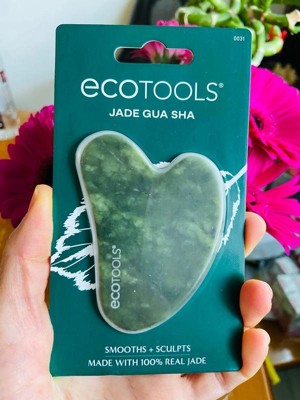 0031
ecoTOOLS®
JADE GUA SHA
ecoTOOLS®
SMOOTHS + SCULPTS
MADE WITH 100% REAL JADE